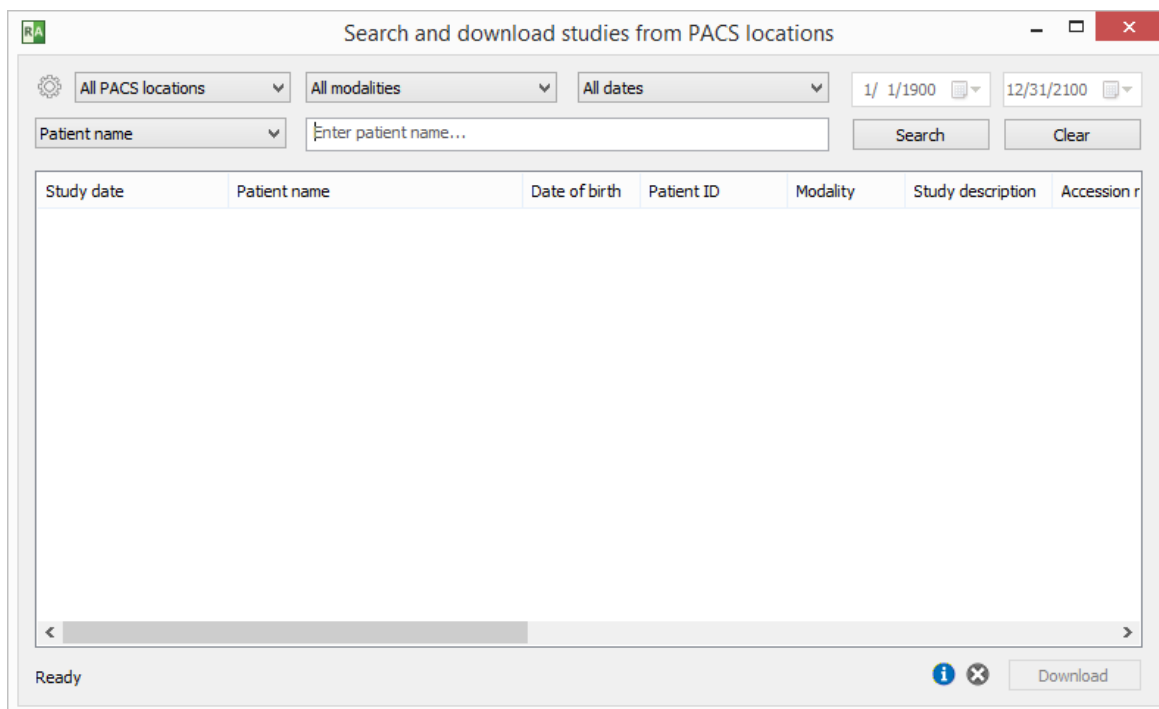 RA
Search and download studies from PACS locations
All PACS locations
All modalities
All dates
1/ 1/1900
12/31/2100
Patient name
Enter patient name...
Search
Clear
Study date
Patient name
Date of birth
Patient ID
Modality
Study description
Accession r
Ready
Download